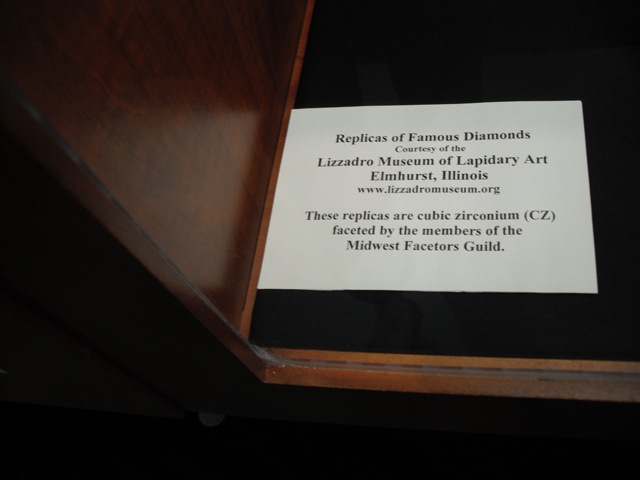 Replicas of Famous Diamonds
Courtesy of the
Lizzadro Museum of Lapidary Art
Elmhurst, Illinois
www.lizzadromuseum.org
These replicas are cubic zirconium (CZ)
faceted by the members of the
Midwest Facetors Guild.